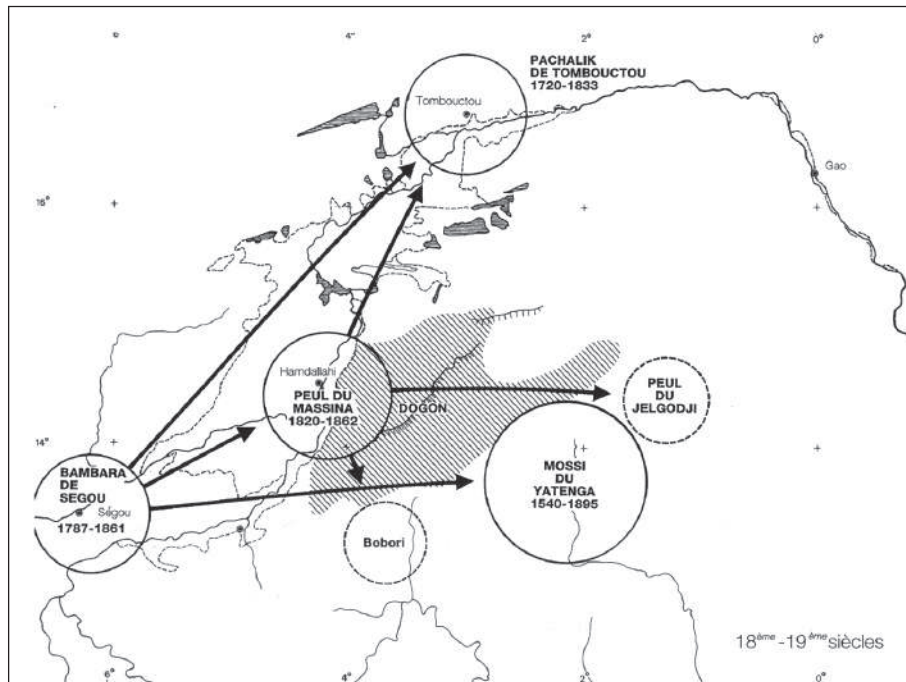 6°
4°
2°
0°
PACHALIK
DE TOMBOUCTOU
1720-1833
Tombouctou
Gao
16°
Hamdallahi
PEUL DU
MASSINA
1820-1862
DOGON
PEUL
DU
JELGODJI
14°
BAMBARA
DE
SEGOU
Ségou
1787-1861
MOSSI
DU
YATENGA
1540-1895
Bobori
18ème -19ème siècles
6°
4°
2°
0°